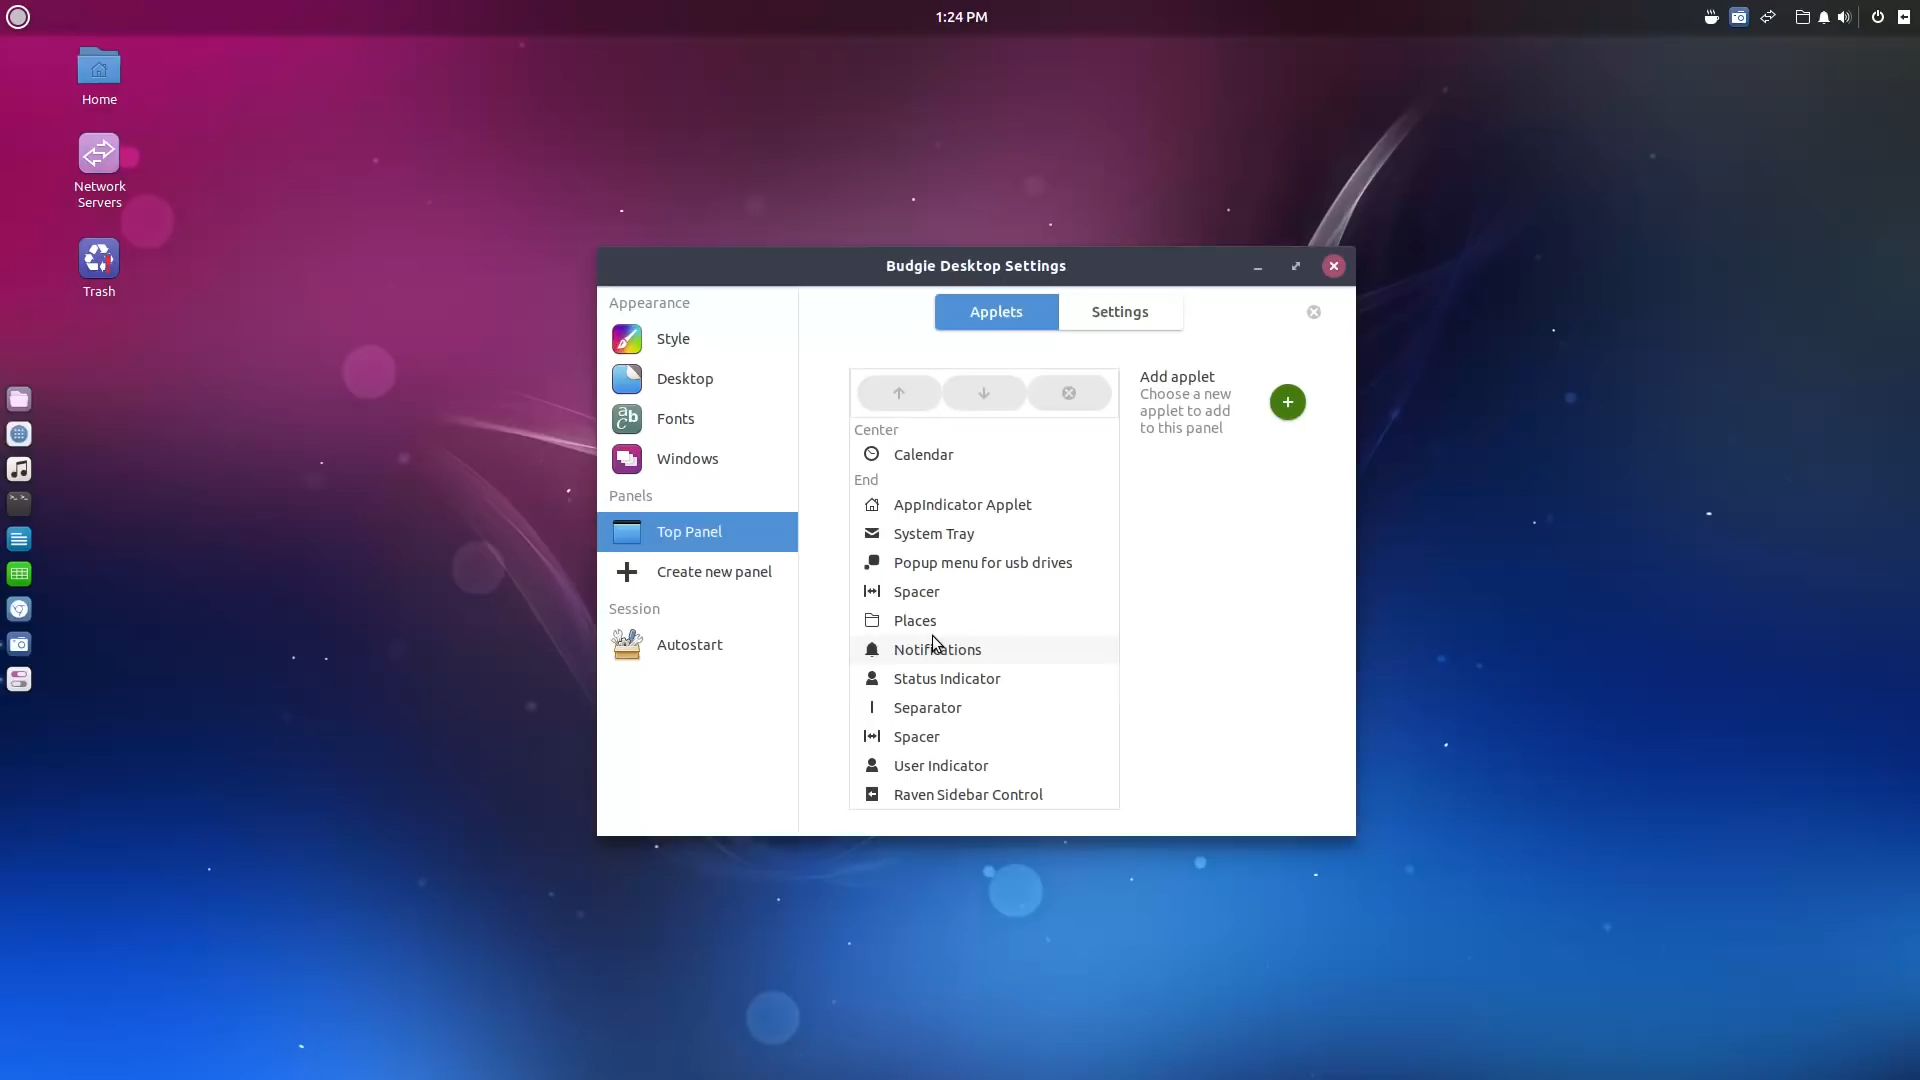 1:24 PM
Home
Network
Servers
Trash
Budgie Desktop Settings
Appearance
Style
Desktop
Fonts
Windows
Panels
Top Panel
Create new panel
Session
Autostart
Applets
Settings
Center
Calendar
End
AppIndicator Applet
System Tray
Popup menu for usb drives
Spacer
Places
Notifications
Status Indicator
Separator
Spacer
User Indicator
Raven Sidebar Control
Add applet
Choose a new
applet to add
to this panel